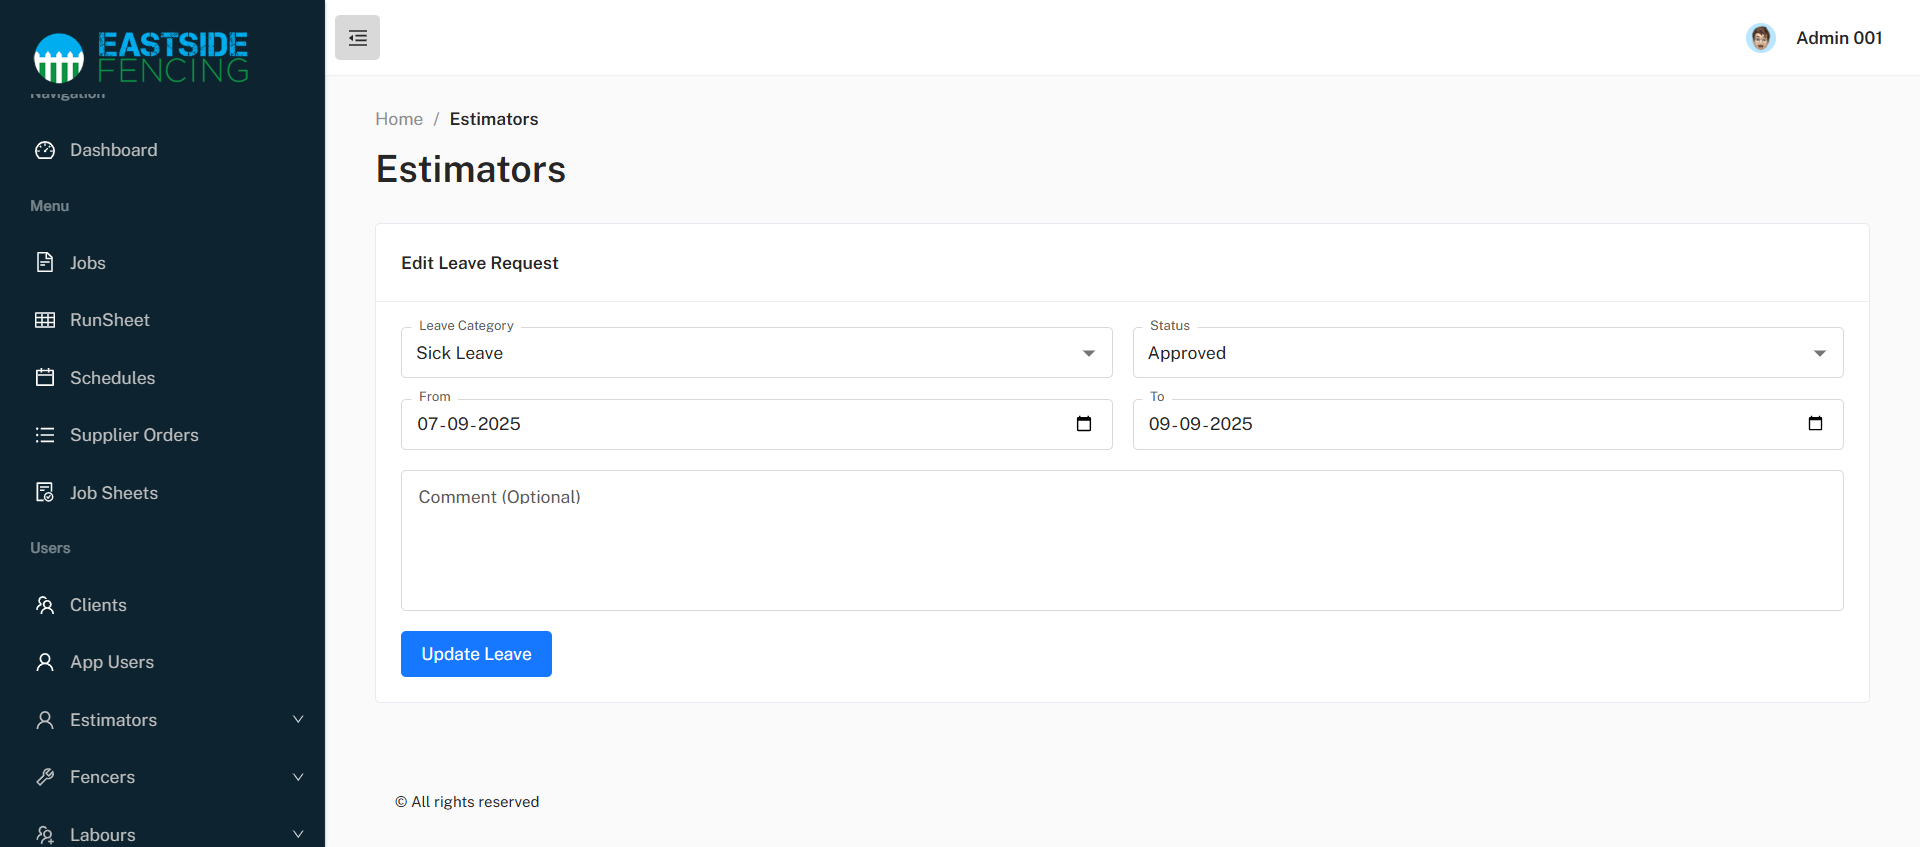 EASTSIDE
FENCING
Navigation
Dashboard
Menu
Jobs
RunSheet
Schedules
Supplier Orders
Job Sheets
Users
Clients
App Users
Estimators
Fencers
Labours
Admin 001
Home / Estimators
Estimators
Edit Leave Request
Leave Category
Sick Leave
Status
Approved
From
07-09-2025
To
09-09-2025
Comment (Optional)
Update Leave
© All rights reserved